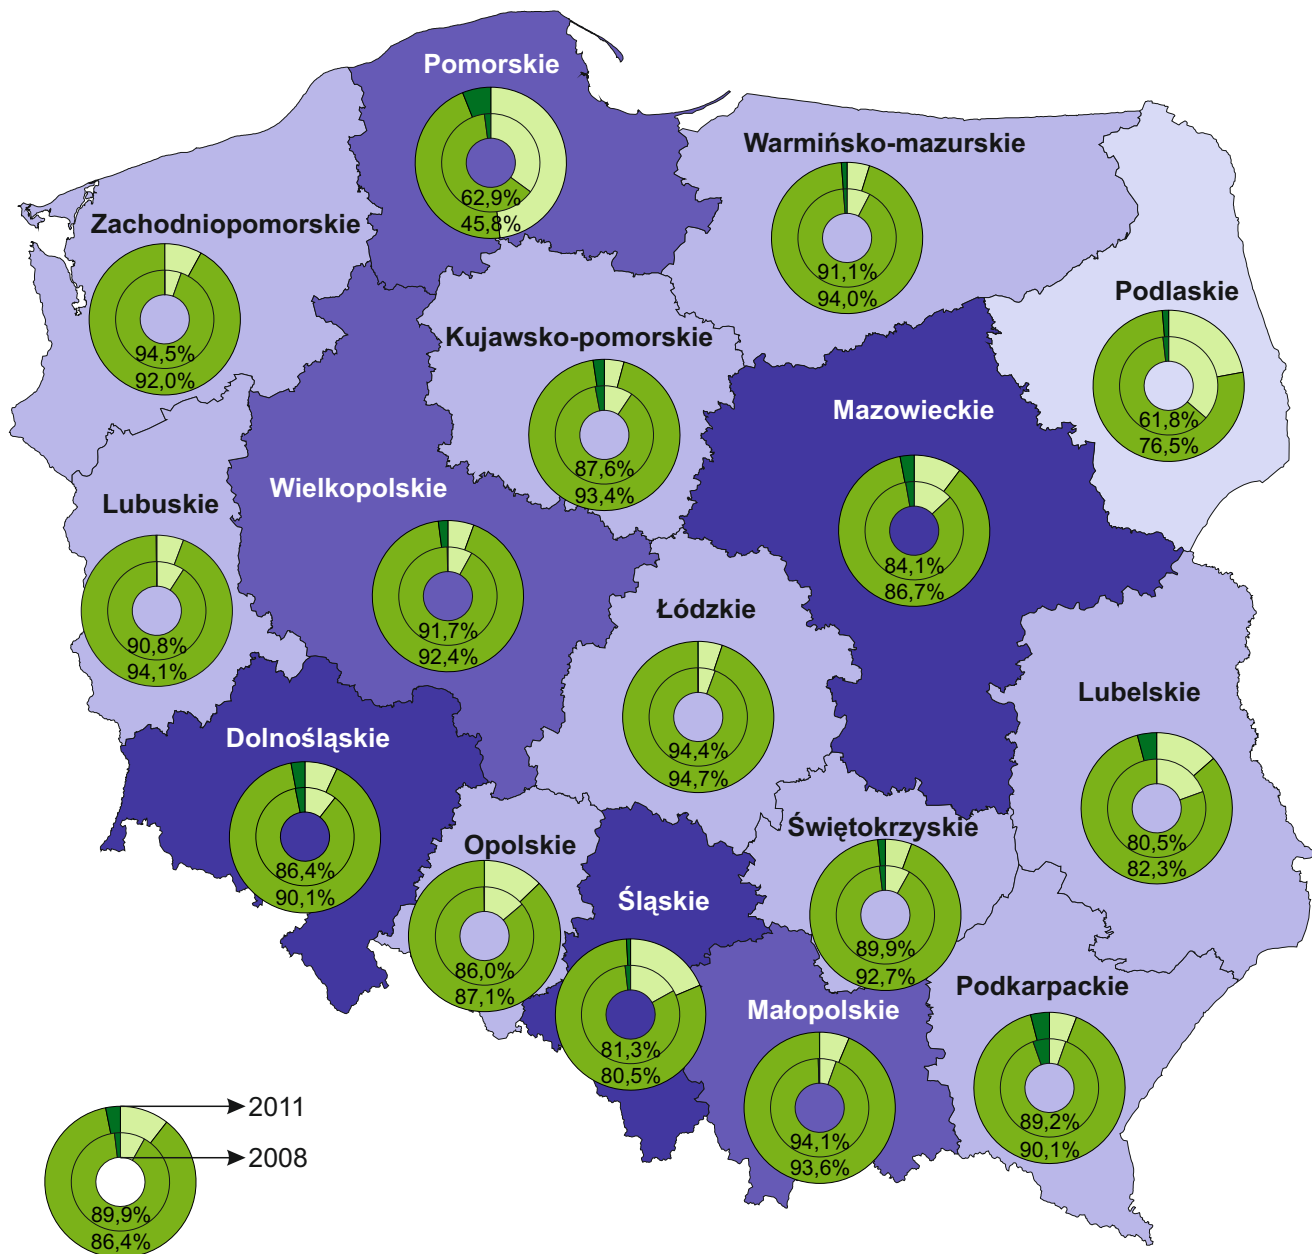 Pomorskie
62,9%
45,8%
Warmińsko-mazurskie
91,1%
94,0%
Zachodniopomorskie
94,5%
92,0%
Podlaskie
61,8%
76,5%
Kujawsko-pomorskie
87,6%
93,4%
Mazowieckie
84,1%
86,7%
Wielkopolskie
91,7%
92,4%
Lubuskie
90,8%
94,1%
Łódzkie
94,4%
94,7%
Lubelskie
80,5%
82,3%
Dolnośląskie
86,4%
90,1%
Opolskie
86,0%
87,1%
Świętokrzyskie
89,9%
92,7%
Śląskie
81,3%
80,5%
Małopolskie
94,1%
93,6%
Podkarpackie
89,2%
90,1%
2011
2008
89,9%
86,4%